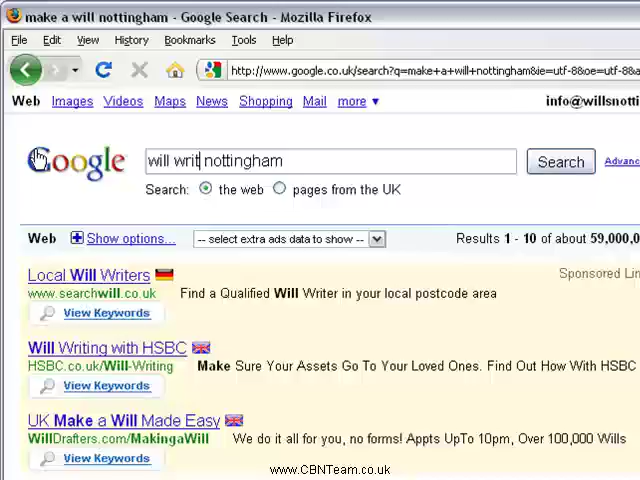 make a will nottingham - Google Search - Mozilla Firefox
File Edit View History Bookmarks Tools Help
http://www.google.co.uk/search?q=make+a+will+nottingham&ie=utf-8&oe=utf-8&a
Web Images Videos Maps News Shopping Mail more ▼ info@willsnotti
Google will writ nottingham Search Advanc
Search: the web pages from the UK
Web Show options... -- select extra ads data to show -- Results 1 - 10 of about 59,000,0
Local Will Writers Sponsored Lin
www.searchwill.co.uk Find a Qualified Will Writer in your local postcode area
View Keywords
Will Writing with HSBC
HSBC.co.uk/Will-Writing Make Sure Your Assets Go To Your Loved Ones. Find Out How With HSBC
View Keywords
UK Make a Will Made Easy
WillDrafters.com/MakingaWill We do it all for you, no forms! Appts UpTo 10pm, Over 100,000 Wills
View Keywords
www.CBNTeam.co.uk